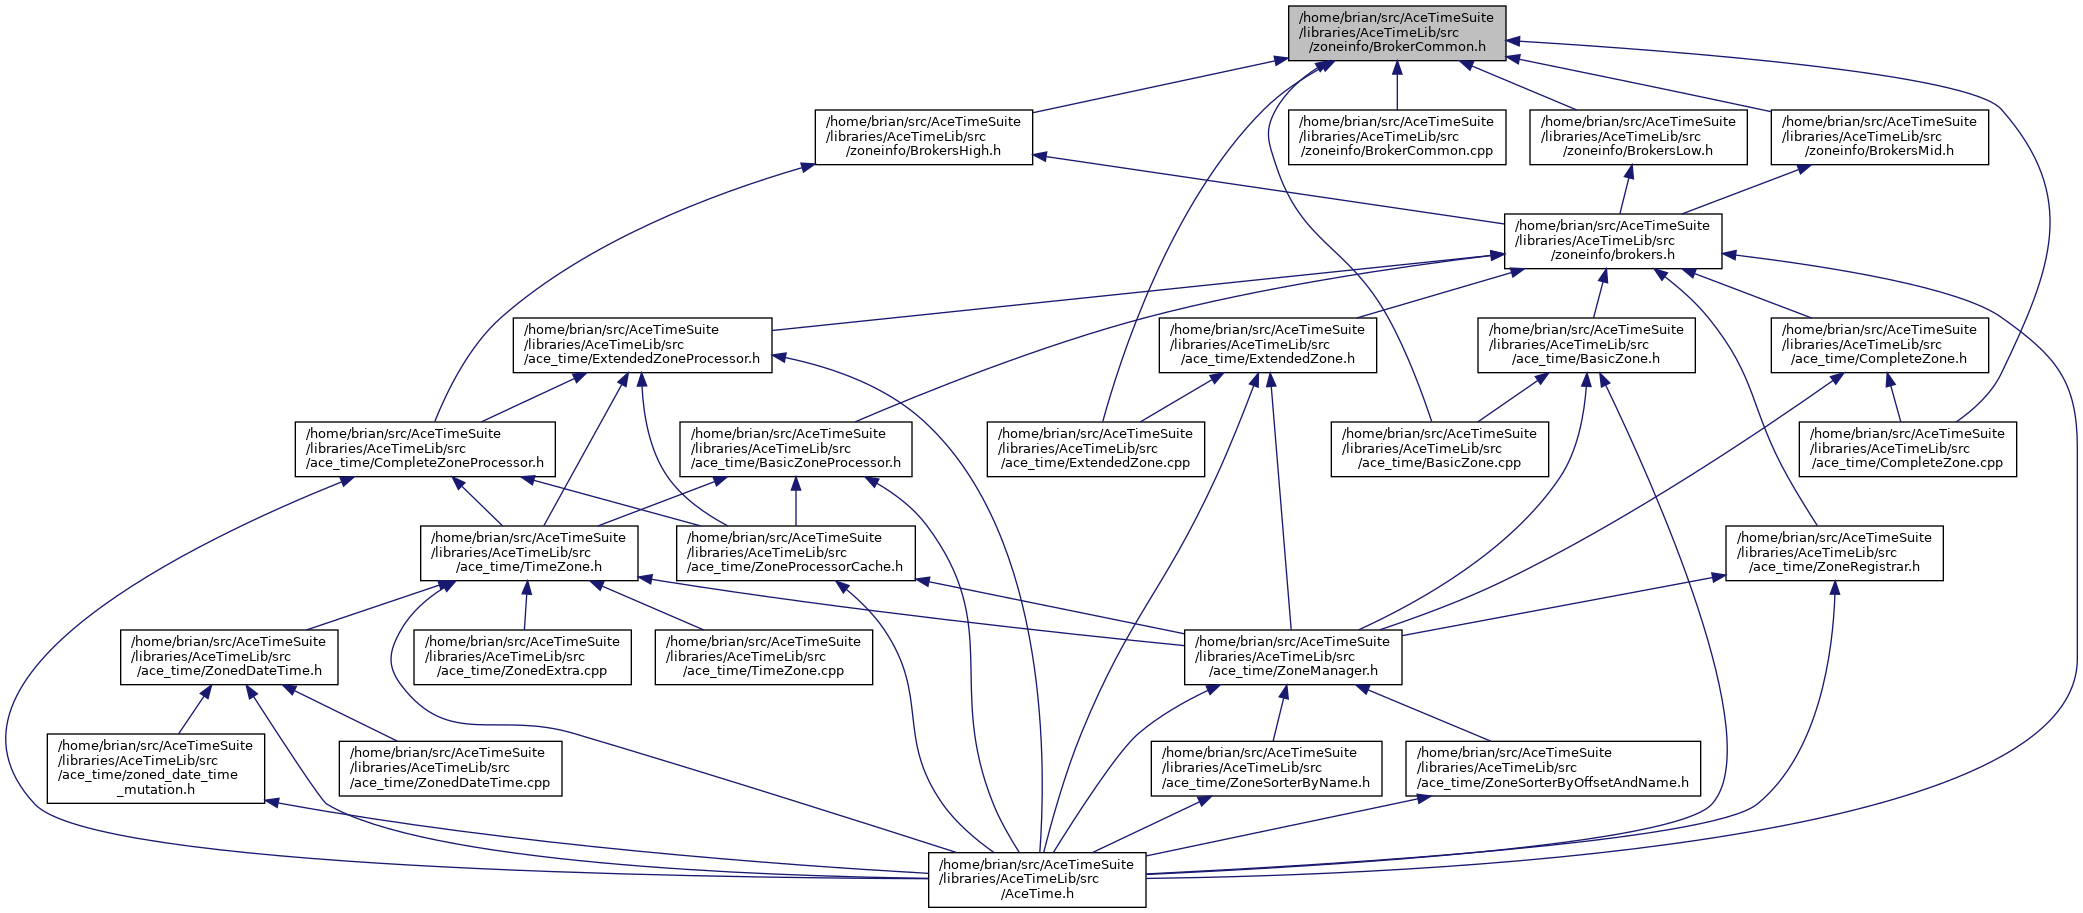 /home/brian/src/AceTimeSuite
/libraries/AceTimeLib/src
/zoneinfo/BrokerCommon.h
/home/brian/src/AceTimeSuite
/libraries/AceTimeLib/src
/zoneinfo/BrokersHigh.h
/home/brian/src/AceTimeSuite
/libraries/AceTimeLib/src
/zoneinfo/BrokerCommon.cpp
/home/brian/src/AceTimeSuite
/libraries/AceTimeLib/src
/zoneinfo/BrokersLow.h
/home/brian/src/AceTimeSuite
/libraries/AceTimeLib/src
/zoneinfo/BrokersMid.h
/home/brian/src/AceTimeSuite
/libraries/AceTimeLib/src
/zoneinfo/brokers.h
/home/brian/src/AceTimeSuite
/libraries/AceTimeLib/src
/ace_time/ExtendedZoneProcessor.h
/home/brian/src/AceTimeSuite
/libraries/AceTimeLib/src
/ace_time/ExtendedZone.h
/home/brian/src/AceTimeSuite
/libraries/AceTimeLib/src
/ace_time/BasicZone.h
/home/brian/src/AceTimeSuite
/libraries/AceTimeLib/src
/ace_time/CompleteZone.h
/home/brian/src/AceTimeSuite
/libraries/AceTimeLib/src
/ace_time/CompleteZoneProcessor.h
/home/brian/src/AceTimeSuite
/libraries/AceTimeLib/src
/ace_time/BasicZoneProcessor.h
/home/brian/src/AceTimeSuite
/libraries/AceTimeLib/src
/ace_time/ExtendedZone.cpp
/home/brian/src/AceTimeSuite
/libraries/AceTimeLib/src
/ace_time/BasicZone.cpp
/home/brian/src/AceTimeSuite
/libraries/AceTimeLib/src
/ace_time/CompleteZone.cpp
/home/brian/src/AceTimeSuite
/libraries/AceTimeLib/src
/ace_time/TimeZone.h
/home/brian/src/AceTimeSuite
/libraries/AceTimeLib/src
/ace_time/ZoneProcessorCache.h
/home/brian/src/AceTimeSuite
/libraries/AceTimeLib/src
/ace_time/ZoneRegistrar.h
/home/brian/src/AceTimeSuite
/libraries/AceTimeLib/src
/ace_time/ZonedDateTime.h
/home/brian/src/AceTimeSuite
/libraries/AceTimeLib/src
/ace_time/ZonedExtra.cpp
/home/brian/src/AceTimeSuite
/libraries/AceTimeLib/src
/ace_time/TimeZone.cpp
/home/brian/src/AceTimeSuite
/libraries/AceTimeLib/src
/ace_time/ZoneManager.h
/home/brian/src/AceTimeSuite
/libraries/AceTimeLib/src
/ace_time/zoned_date_time
_mutation.h
/home/brian/src/AceTimeSuite
/libraries/AceTimeLib/src
/ace_time/ZonedDateTime.cpp
/home/brian/src/AceTimeSuite
/libraries/AceTimeLib/src
/ace_time/ZoneSorterByName.h
/home/brian/src/AceTimeSuite
/libraries/AceTimeLib/src
/ace_time/ZoneSorterByOffsetAndName.h
/home/brian/src/AceTimeSuite
/libraries/AceTimeLib/src
/AceTime.h